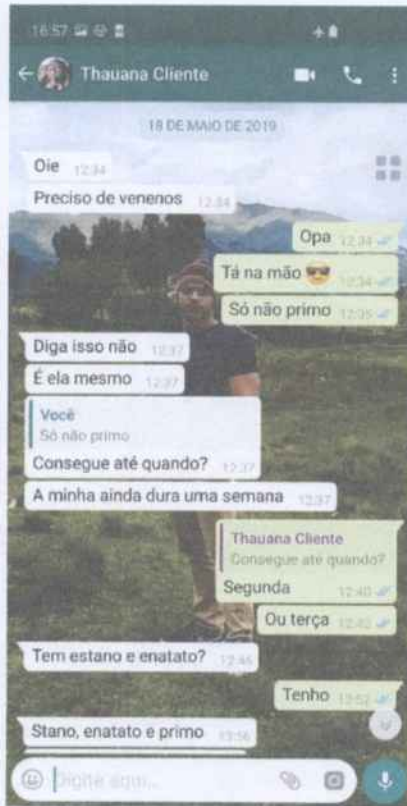 16:57
Thauana Cliente
18 DE MAIO DE 2019
Oie 12:34
Preciso de venenos 12:34
Opa 12:34
Tá na mão 😎 12:34
Só não primo 12:35
Diga isso não 12:37
É ela mesmo 12:37
Você
Só não primo
Consegue até quando? 12:37
A minha ainda dura uma semana 12:37
Thauana Cliente
Consegue até quando?
Segunda 12:40
Ou terça 12:40
Tem estano e enatato? 12:46
Tenho 13:52
Stano, enatato e primo 13:56
Digite aqui...